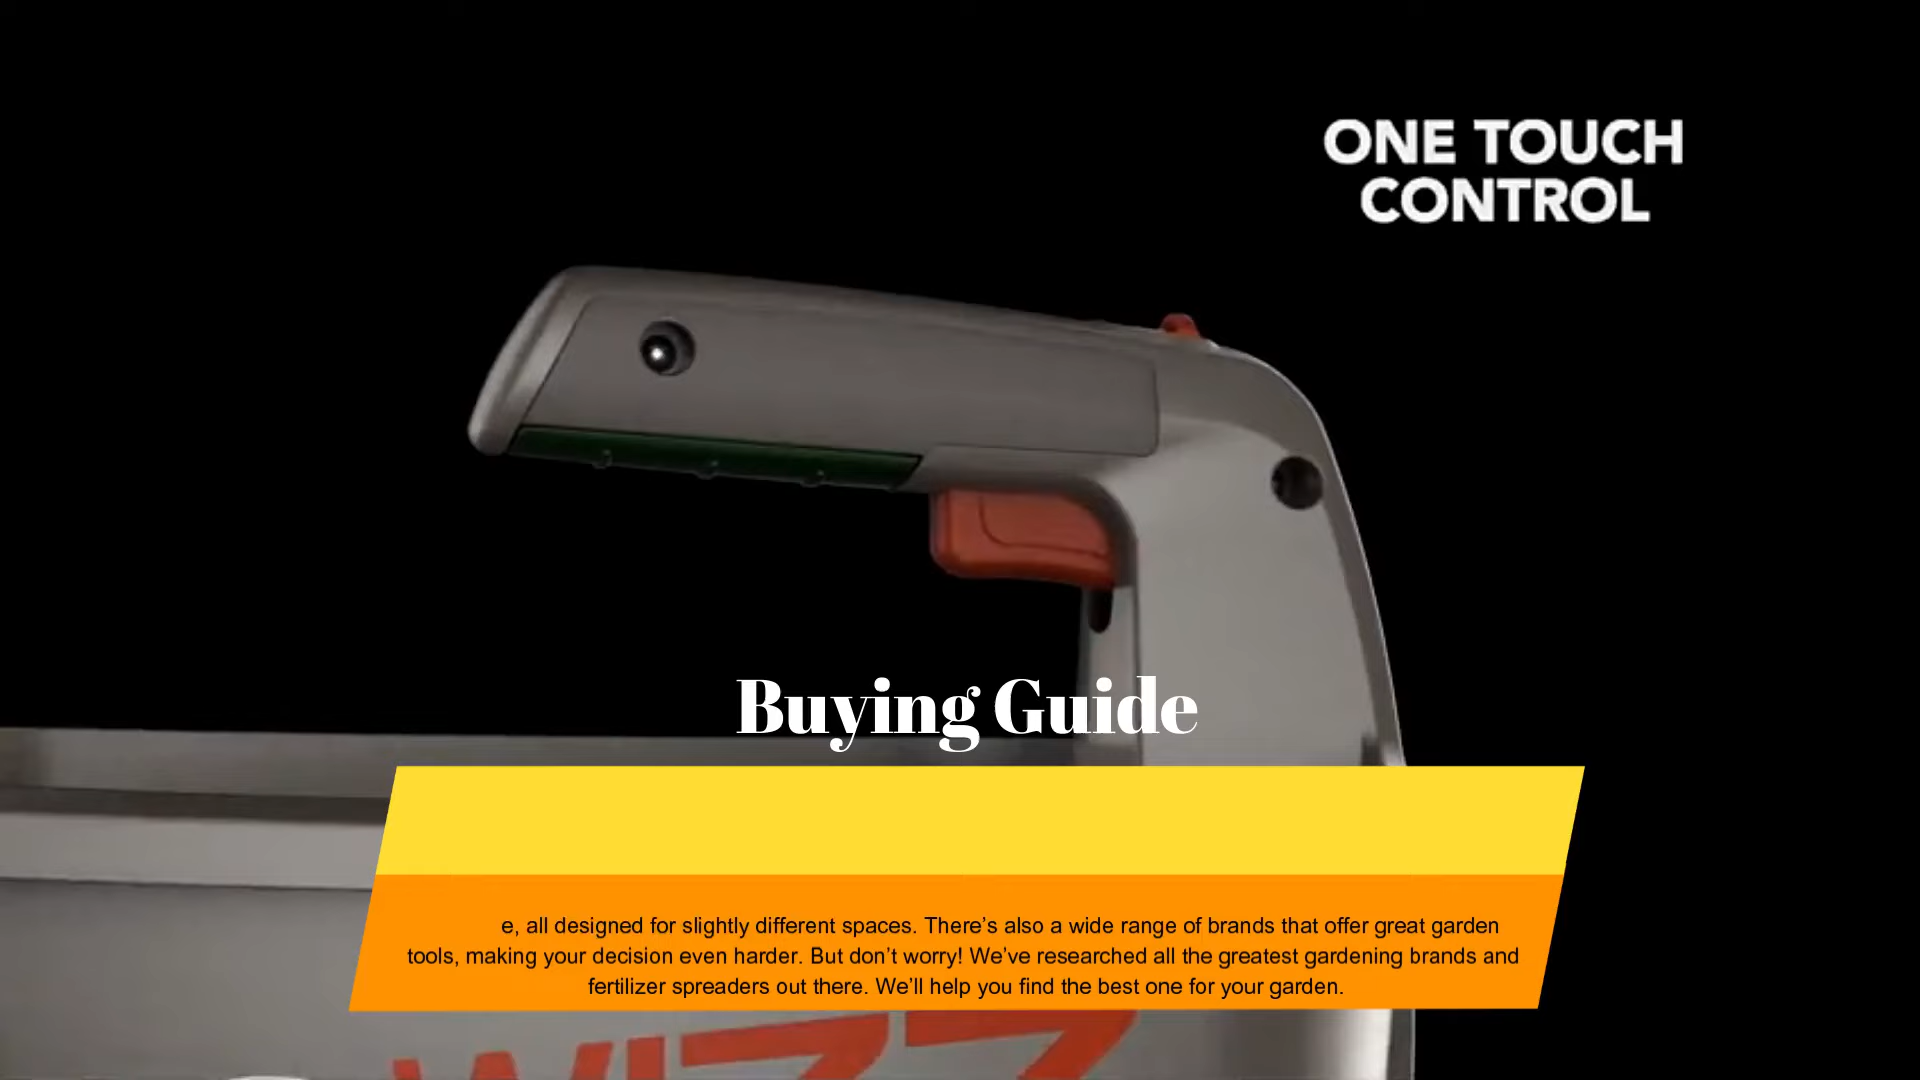 ONE TOUCH
CONTROL
Buying Guide
e, all designed for slightly different spaces. There’s also a wide range of brands that offer great garden
tools, making your decision even harder. But don’t worry! We’ve researched all the greatest gardening brands and
fertilizer spreaders out there. We’ll help you find the best one for your garden.
WIZZ